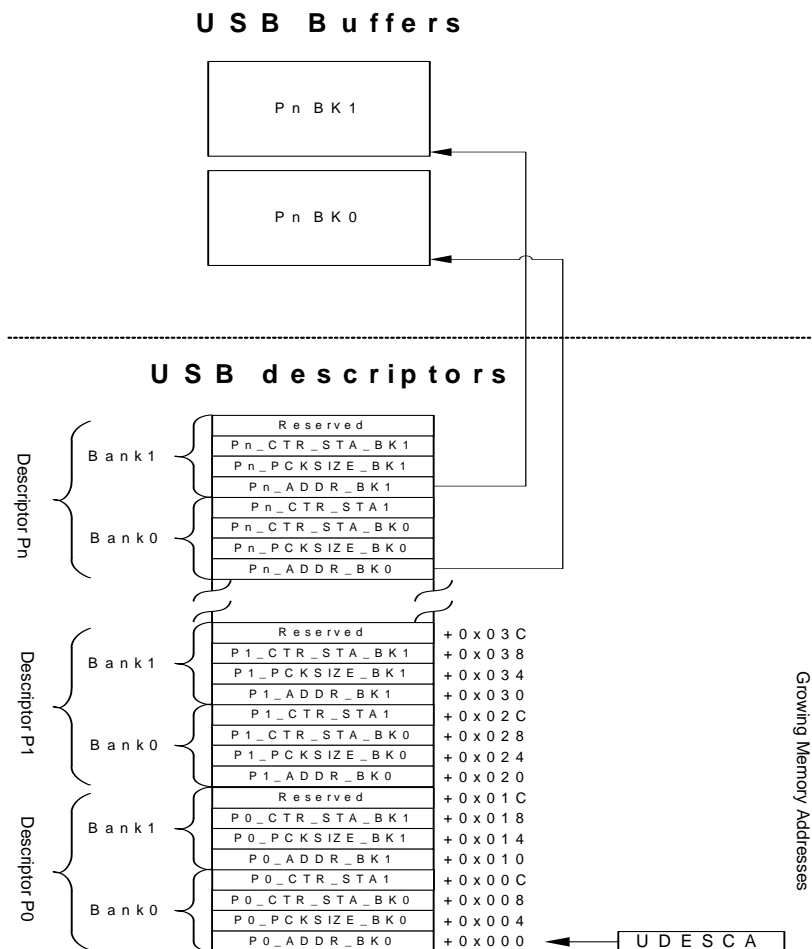 USB Buffers
Pn BK1
Pn BK0
USB descriptors
Descriptor Pn
Bank1
Reserved
Pn_CTR_STA_BK1
Pn_PCKSIZE_BK1
Pn_ADDR_BK1
Bank0
Pn_CTR_STA1
Pn_CTR_STA_BK0
Pn_PCKSIZE_BK0
Pn_ADDR_BK0
Growing Memory Addresses
Descriptor P1
Bank1
Reserved +0x03C
P1_CTR_STA_BK1 +0x038
P1_PCKSIZE_BK1 +0x034
P1_ADDR_BK1 +0x030
Bank0
P1_CTR_STA1 +0x02C
P1_CTR_STA_BK0 +0x028
P1_PCKSIZE_BK0 +0x024
P1_ADDR_BK0 +0x020
Descriptor P0
Bank1
Reserved +0x01C
P0_CTR_STA_BK1 +0x018
P0_PCKSIZE_BK1 +0x014
P0_ADDR_BK1 +0x010
Bank0
P0_CTR_STA1 +0x00C
P0_CTR_STA_BK0 +0x008
P0_PCKSIZE_BK0 +0x004
P0_ADDR_BK0 +0x000
UDESCA